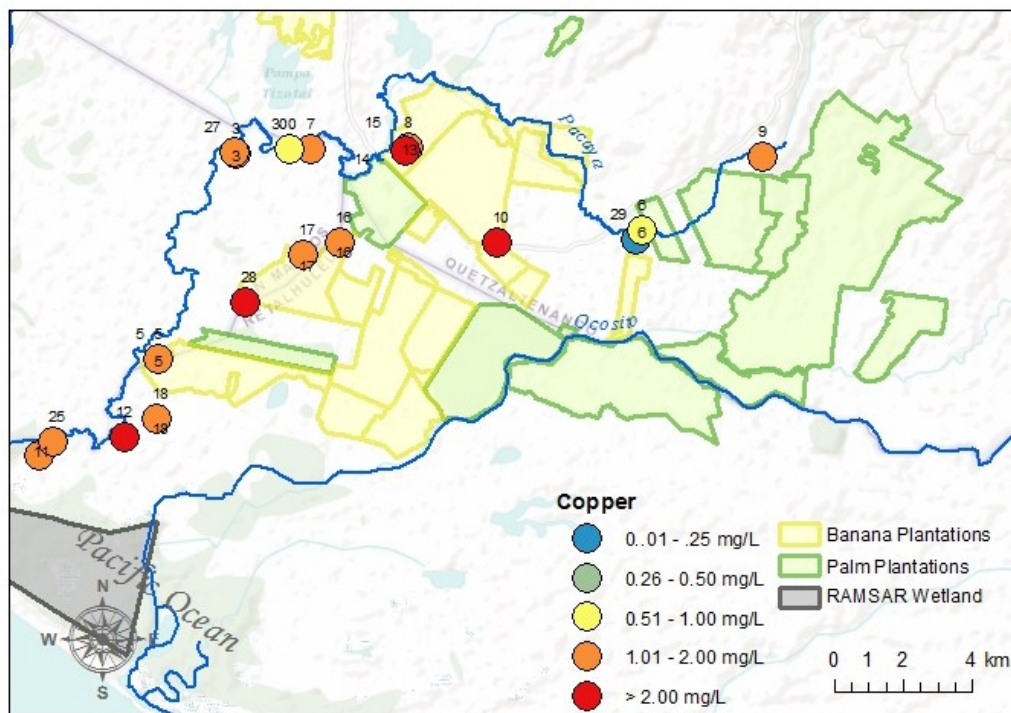 Pampa
Tizatal
27
3
3
300
7
15
8
14
13
Pacaya
9
29
6
6
10
16
16
17
17
28
SAN MARCOS
RETALHULEU
QUETZALTENANGO
Ocosito
5
5
5
18
18
12
25
11
Pacific Ocean
N
W
E
S
Copper
0..01 - .25 mg/L
0.26 - 0.50 mg/L
0.51 - 1.00 mg/L
1.01 - 2.00 mg/L
> 2.00 mg/L
Banana Plantations
Palm Plantations
RAMSAR Wetland
0 1 2 4 km